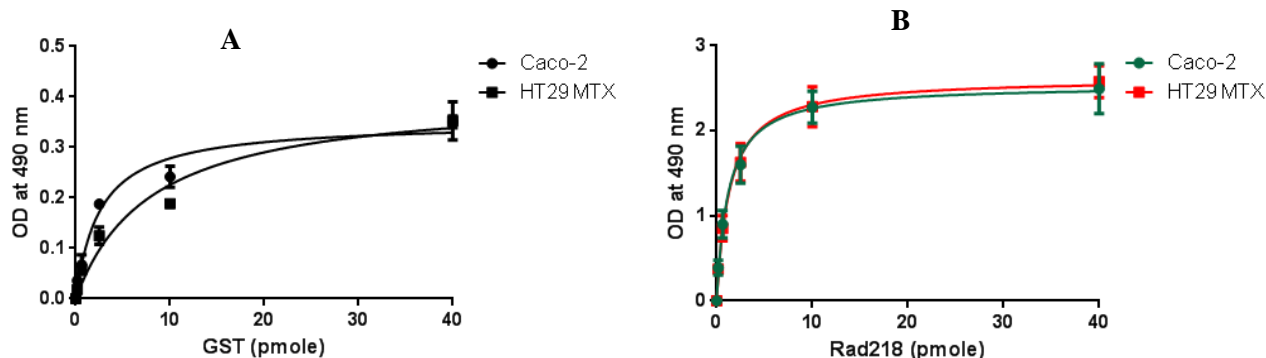 A
OD at 490 nm
0.5
0.4
0.3
0.2
0.1
0.0
0 10 20 30 40
GST (pmole)
Caco-2
HT29 MTX
B
OD at 490 nm
3
2
1
0
0 10 20 30 40
Rad218 (pmole)
Caco-2
HT29 MTX